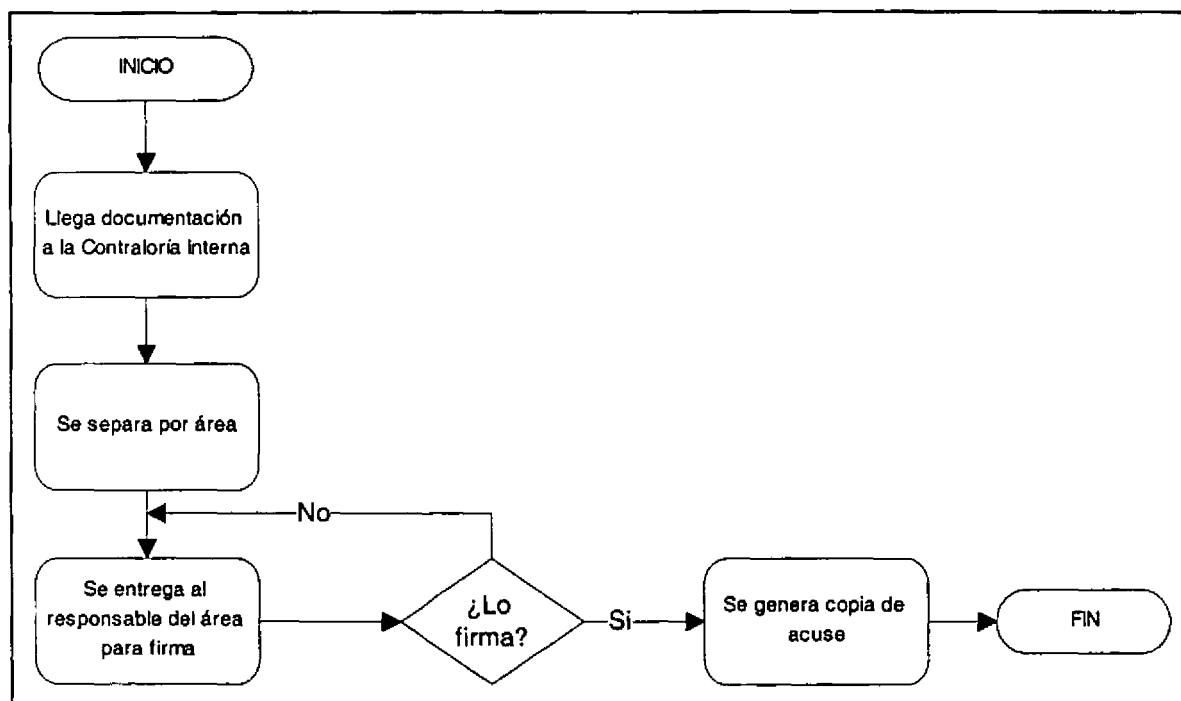 INICIO
Llega documentación
a la Contraloría Interna
Se separa por área
No
Se entrega al
responsable del área
para firma
¿Lo
firma?
Si
Se genera copia de
acuse
FIN